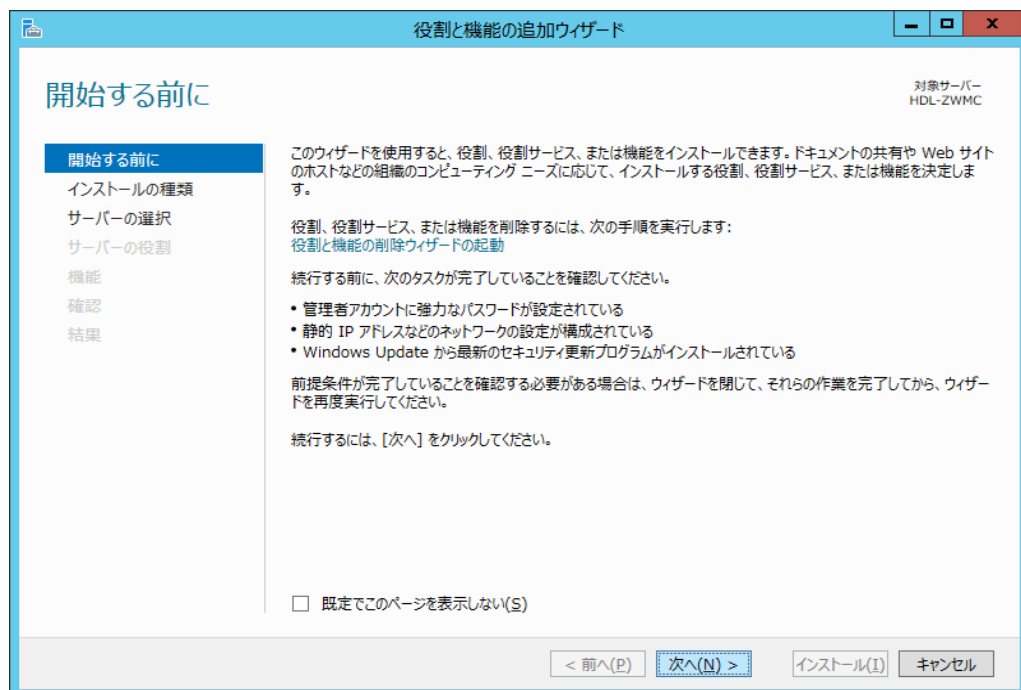 役割と機能の追加ウィザード
開始する前に
対象サーバー
HDL-ZWMC
開始する前に
インストールの種類
サーバーの選択
サーバーの役割
機能
確認
結果
このウィザードを使用すると、役割、役割サービス、または機能をインストールできます。ドキュメントの共有や Web サイト
のホストなどの組織のコンピューティング ニーズに応じて、インストールする役割、役割サービス、または機能を決定しま
す。
役割、役割サービス、または機能を削除するには、次の手順を実行します:
役割と機能の削除ウィザードの起動
続行する前に、次のタスクが完了していることを確認してください。
• 管理者アカウントに強力なパスワードが設定されている
• 静的 IP アドレスなどのネットワークの設定が構成されている
• Windows Update から最新のセキュリティ更新プログラムがインストールされている
前提条件が完了していることを確認する必要がある場合は、ウィザードを閉じて、それらの作業を完了してから、ウィザー
ドを再度実行してください。
続行するには、[次へ] をクリックしてください。
既定でこのページを表示しない(S)
< 前へ(P)
次へ(N) >
インストール(I)
キャンセル